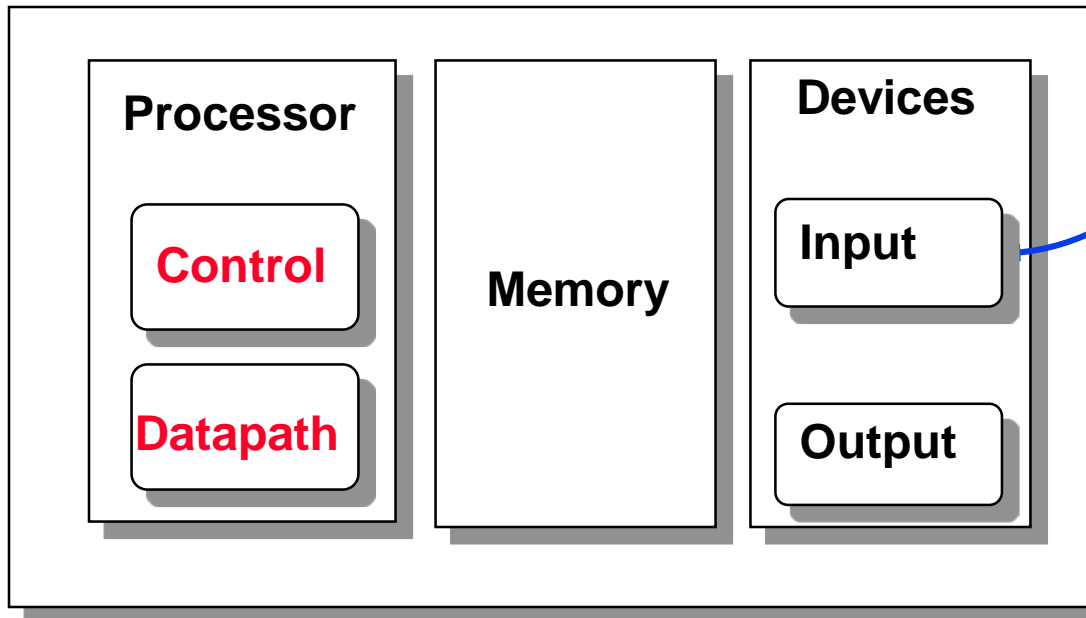 Processor
Control
Datapath
Memory
Devices
Input
Output